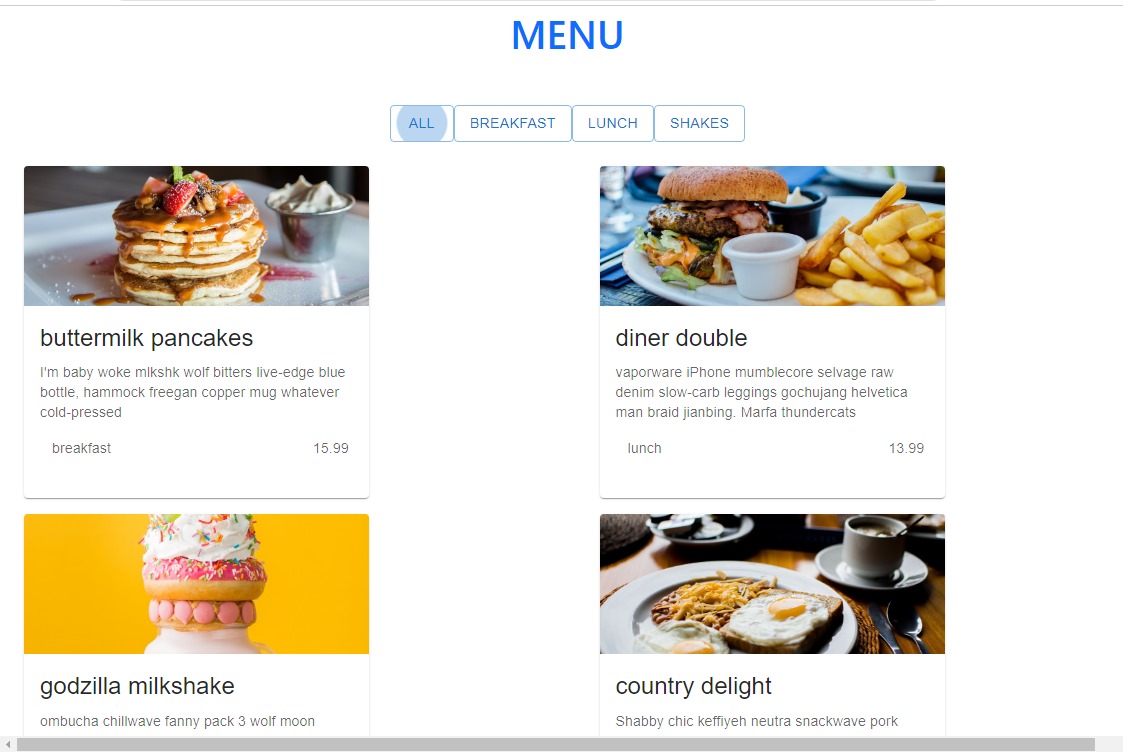 MENU
ALL
BREAKFAST
LUNCH
SHAKES
buttermilk pancakes
I'm baby woke mlkshk wolf bitters live-edge blue
bottle, hammock freegan copper mug whatever
cold-pressed
breakfast
15.99
diner double
vaporware iPhone mumblecore selvage raw
denim slow-carb leggings gochujang helvetica
man braid jianbing. Marfa thundercats
lunch
13.99
godzilla milkshake
ombucha chillwave fanny pack 3 wolf moon
country delight
Shabby chic keffiyeh neutra snackwave pork